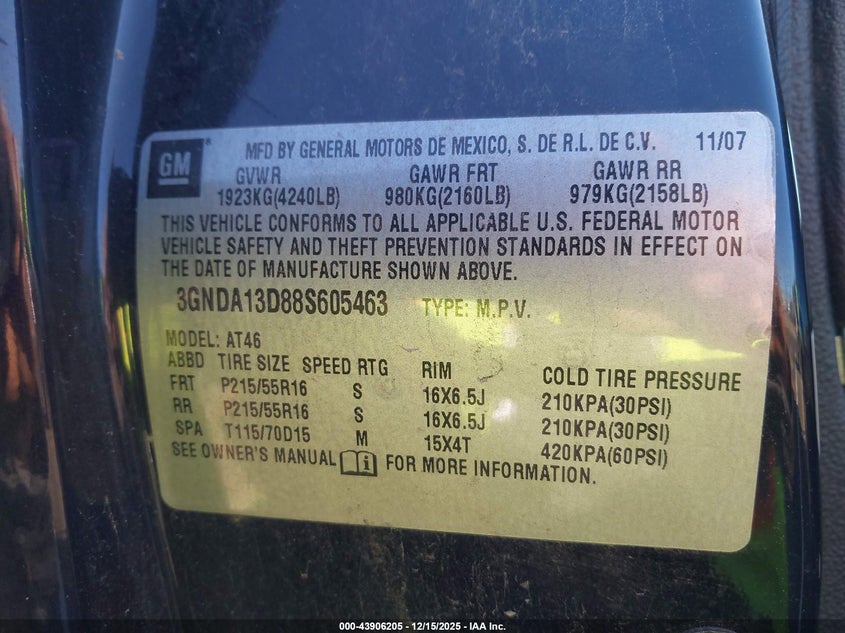 GM MFD BY GENERAL MOTORS DE MEXICO, S. DE R.L. DE C.V. 11/07
GVWR GAWR FRT GAWR RR
1923KG(4240LB) 980KG(2160LB) 979KG(2158LB)
THIS VEHICLE CONFORMS TO ALL APPLICABLE U.S. FEDERAL MOTOR
VEHICLE SAFETY AND THEFT PREVENTION STANDARDS IN EFFECT ON
THE DATE OF MANUFACTURE SHOWN ABOVE.
3GNDA13D88S605463 TYPE: M.P.V.
MODEL: AT46
ABBD TIRE SIZE SPEED RTG RIM COLD TIRE PRESSURE
FRT P215/55R16 S 16X6.5J 210KPA(30PSI)
RR P215/55R16 S 16X6.5J 210KPA(30PSI)
SPA T115/70D15 M 15X4T 420KPA(60PSI)
SEE OWNER'S MANUAL FOR MORE INFORMATION.
000-43906205 - 12/15/2025 - IAA Inc.